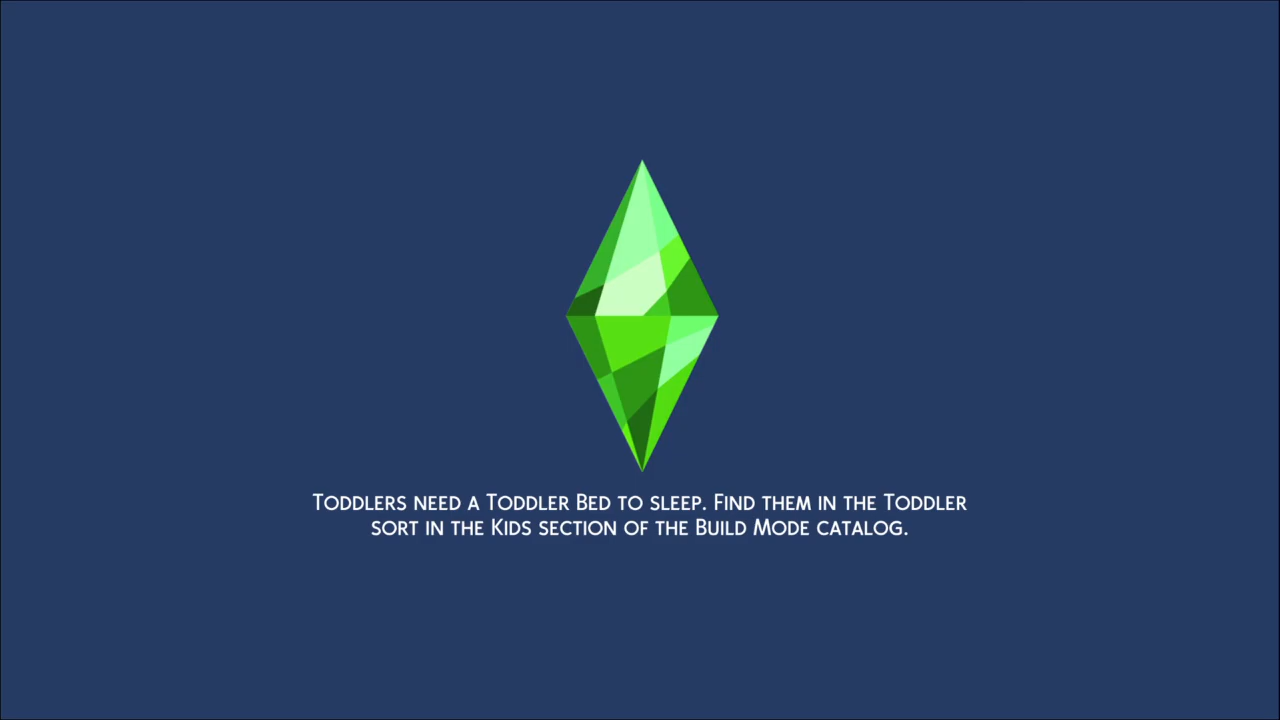 Toddlers need a Toddler Bed to sleep. Find them in the Toddler
sort in the Kids section of the Build Mode catalog.